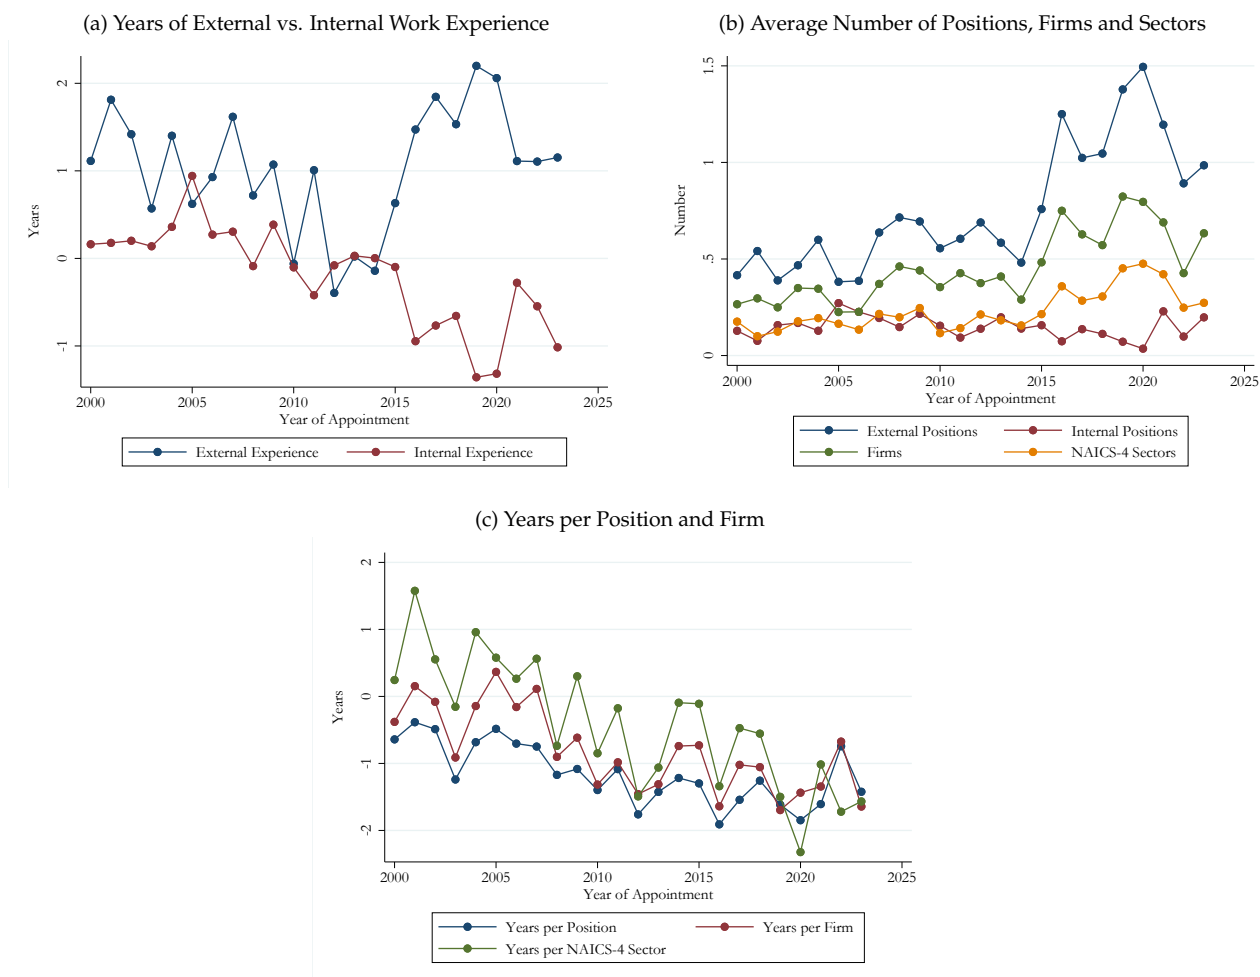 (a) Years of External vs. Internal Work Experience
2
1
0
-1
Years
2000 2005 2010 2015 2020 2025
Year of Appointment
External Experience Internal Experience
(b) Average Number of Positions, Firms and Sectors
1.5
1
.5
0
Number
2000 2005 2010 2015 2020 2025
Year of Appointment
External Positions Internal Positions
Firms NAICS-4 Sectors
(c) Years per Position and Firm
2
1
0
-1
-2
Years
2000 2005 2010 2015 2020 2025
Year of Appointment
Years per Position Years per Firm
Years per NAICS-4 Sector